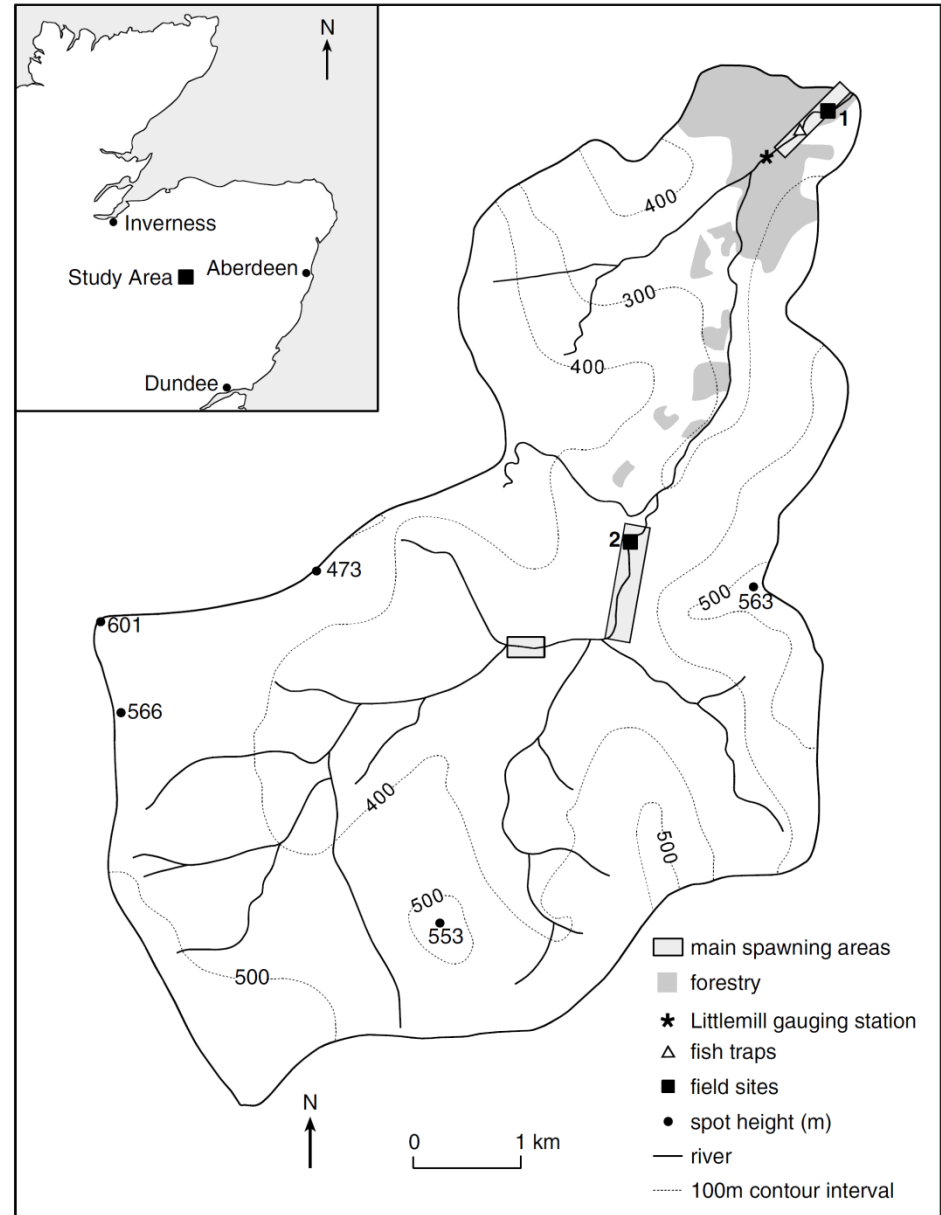 N
Inverness
Study Area
Aberdeen
Dundee
1
400
300
400
2
473
500
563
601
566
400
500
500
553
500
main spawning areas
forestry
Littlemill gauging station
fish traps
field sites
spot height (m)
river
100m contour interval
N
0 1 km